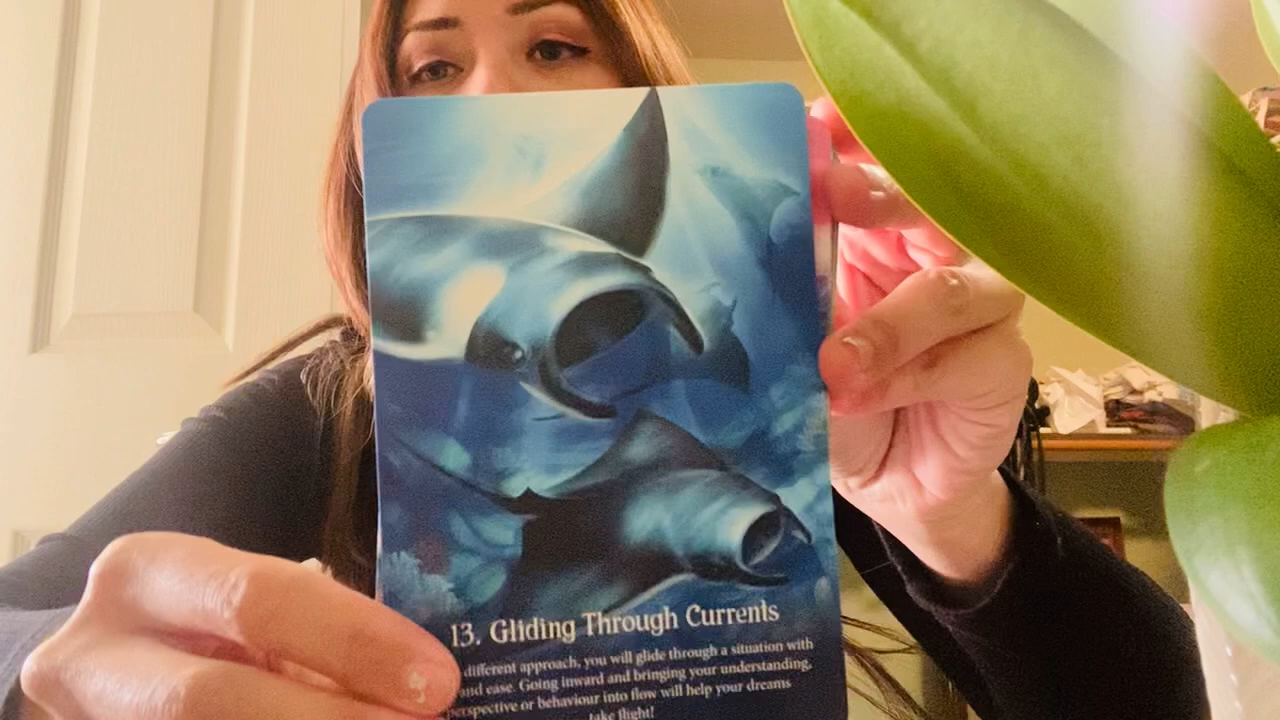 13. Gliding Through Currents
different approach, you will glide through a situation with
and ease. Going inward and bringing your understanding,
perspective or behaviour into flow will help your dreams
take flight!